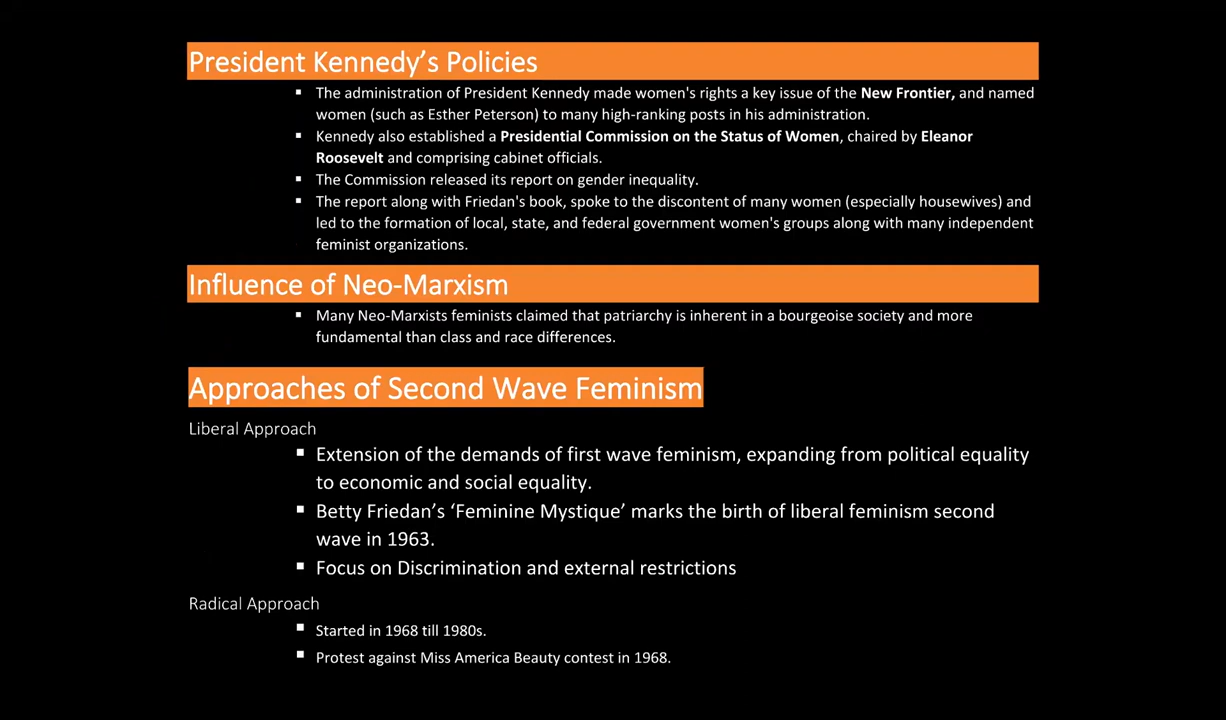 President Kennedy's Policies
▪ The administration of President Kennedy made women's rights a key issue of the New Frontier, and named
women (such as Esther Peterson) to many high-ranking posts in his administration.
▪ Kennedy also established a Presidential Commission on the Status of Women, chaired by Eleanor
Roosevelt and comprising cabinet officials.
▪ The Commission released its report on gender inequality.
▪ The report along with Friedan's book, spoke to the discontent of many women (especially housewives) and
led to the formation of local, state, and federal government women's groups along with many independent
feminist organizations.
Influence of Neo-Marxism
▪ Many Neo-Marxists feminists claimed that patriarchy is inherent in a bourgeoise society and more
fundamental than class and race differences.
Approaches of Second Wave Feminism
Liberal Approach
▪ Extension of the demands of first wave feminism, expanding from political equality
to economic and social equality.
▪ Betty Friedan's ‘Feminine Mystique’ marks the birth of liberal feminism second
wave in 1963.
▪ Focus on Discrimination and external restrictions
Radical Approach
▪ Started in 1968 till 1980s.
▪ Protest against Miss America Beauty contest in 1968.